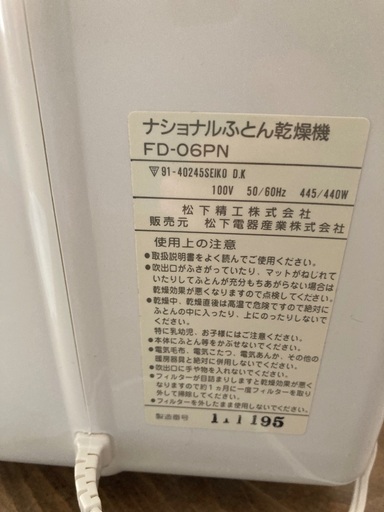 ナショナルふとん乾燥機
FD-06PN
▽91-40245SEIKO D.K
100V 50/60Hz 445/440W
松下精工株式会社
販売元 松下電器産業株式会社
使用上の注意
●取扱説明書をよく読んでご使用ください。
●吹出口がふさがっていたり、マットがねじれて
いたりしてふとんが充分もちあがらない場合は
乾燥効果が悪くなりますので点検してください。
●乾燥中、乾燥直後は高温で危険ですので絶対に
ふとんの中に入ったり、上にのったりしないで
ください。
特に乳幼児、お子様にはご注意ください。
●本体にふとん等をかぶせないでください。
●電気毛布、電気こたつ、電気あんか、その他の
暖房器具と絶対に併用しないでください。
●吹出口に手や物を入れないでください。
●フィルターが目詰まりしますと乾燥効果が悪く
なりますので約1ヵ月に一度フィルターを取り外
して掃除してください。
●フィルターを外したまま使用しないでください。
製造番号 111195